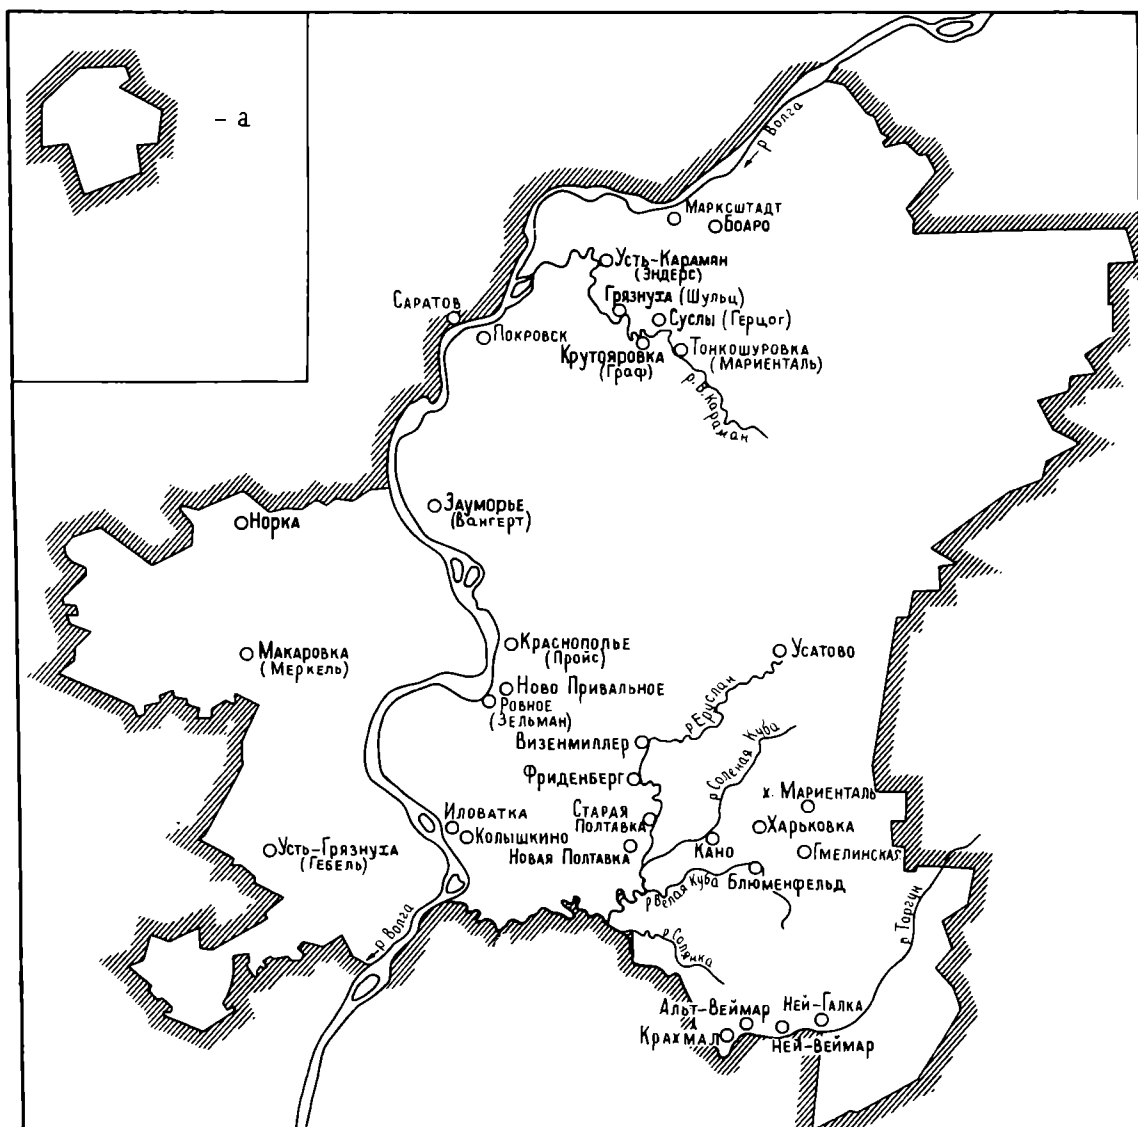 – а
р Волга
Марксштадт
Боаро
Усть-Караман
(Эндерс)
Грязнуха (Шульц)
Саратов
Суслы (Герцог)
Покровск
Крутояровка
(Граф)
Тонкошуровка
(Мариенталь)
р. В. Караман
Зауморье
(Вангерт)
Норка
Краснополье
(Пройс)
Усатово
Макаровка
(Меркель)
Ново Привальное
Ровное
(Зельман)
р Еруслан
Визенмиллер
р Соленая Куба
Фриденберг
х. Мариенталь
Старая
Полтавка
Иловатка
Колышкино
Харьковка
Новая Полтавка
Кано
Гмелинская
Усть-Грязнуха
(Гебель)
р Белая Куба
Блюменфельд
р Торгун
р Волга
р Солянка
Альт-Веймар
Ней-Галка
х
Крахмал
Ней-Веймар